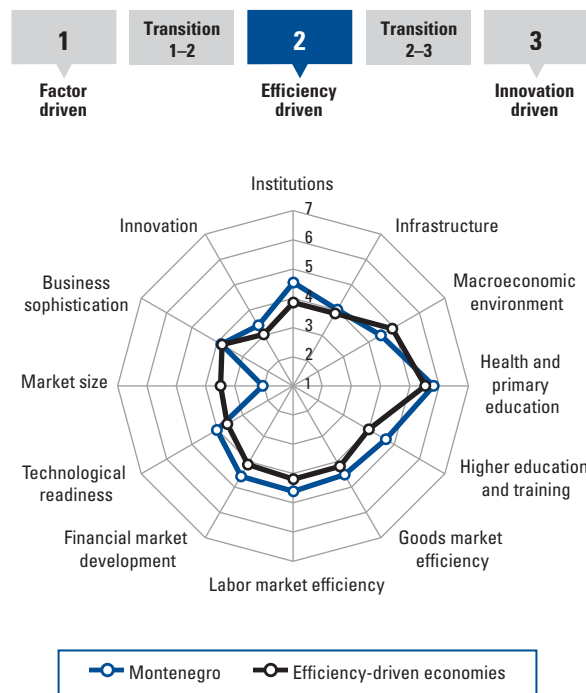 1
Transition
1–2
2
Transition
2–3
3
Factor
driven
Efficiency
driven
Innovation
driven
Institutions
Innovation
7
Infrastructure
6
Business
sophistication
5
Macroeconomic
environment
4
3
2
Market size
1
Health and
primary
education
Technological
readiness
Higher education
and training
Financial market
development
Goods market
efficiency
Labor market efficiency
Montenegro
Efficiency-driven economies